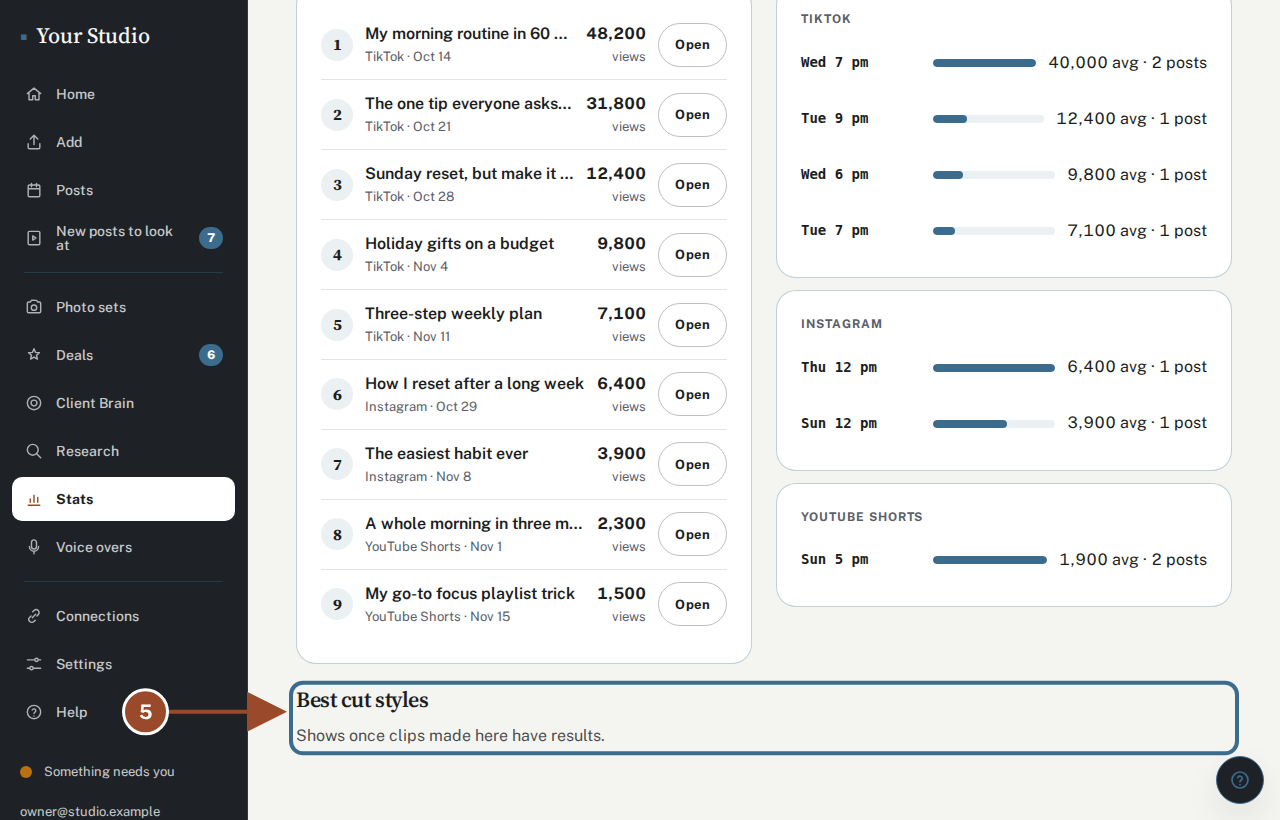 Your Studio
Home
Add
Posts
New posts to look at
7
Photo sets
Deals
6
Client Brain
Research
Stats
Voice overs
Connections
Settings
Help
5
Something needs you
owner@studio.example
1
My morning routine in 60 ...
48,200
Open
TikTok · Oct 14
views
2
The one tip everyone asks...
31,800
Open
TikTok · Oct 21
views
3
Sunday reset, but make it ...
12,400
Open
TikTok · Oct 28
views
4
Holiday gifts on a budget
9,800
Open
TikTok · Nov 4
views
5
Three-step weekly plan
7,100
Open
TikTok · Nov 11
views
6
How I reset after a long week
6,400
Open
Instagram · Oct 29
views
7
The easiest habit ever
3,900
Open
Instagram · Nov 8
views
8
A whole morning in three m...
2,300
Open
YouTube Shorts · Nov 1
views
9
My go-to focus playlist trick
1,500
Open
YouTube Shorts · Nov 15
views
TIKTOK
Wed 7 pm 40,000 avg · 2 posts
Tue 9 pm 12,400 avg · 1 post
Wed 6 pm 9,800 avg · 1 post
Tue 7 pm 7,100 avg · 1 post
INSTAGRAM
Thu 12 pm 6,400 avg · 1 post
Sun 12 pm 3,900 avg · 1 post
YOUTUBE SHORTS
Sun 5 pm 1,900 avg · 2 posts
Best cut styles
Shows once clips made here have results.